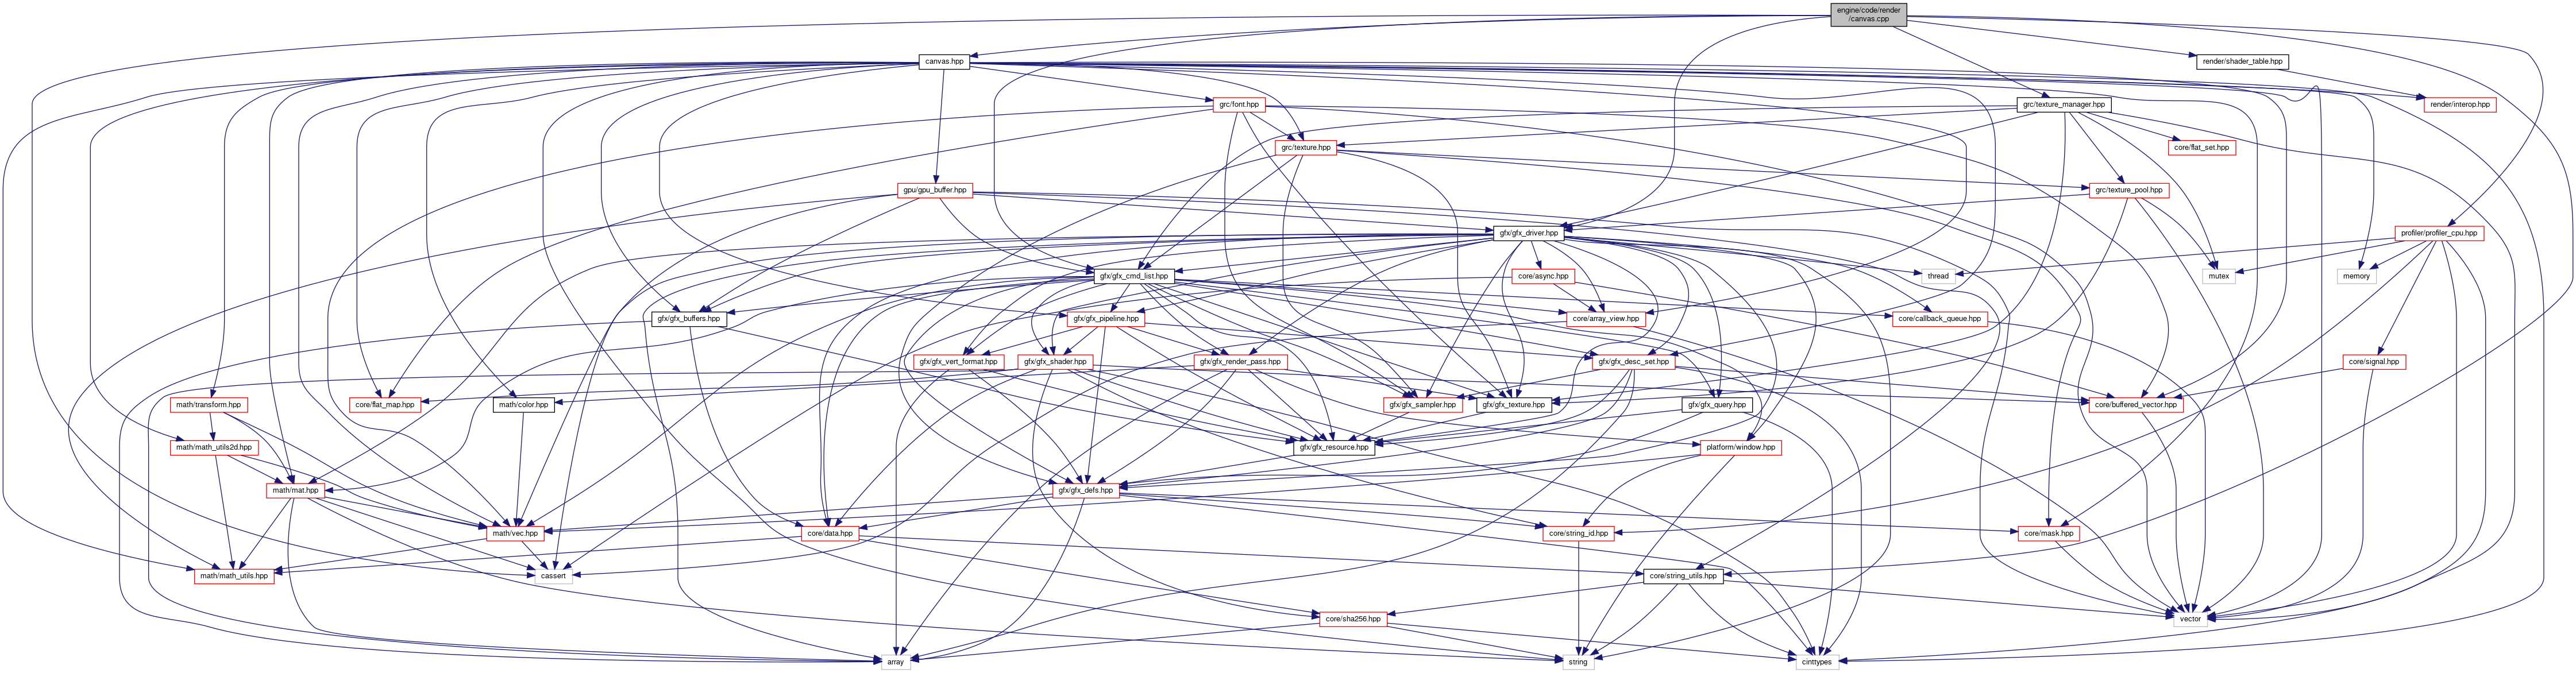 engine/code/render
/canvas.cpp
canvas.hpp
render/shader_table.hpp
grc/font.hpp
grc/texture_manager.hpp
render/interop.hpp
grc/texture.hpp
core/flat_set.hpp
gpu/gpu_buffer.hpp
grc/texture_pool.hpp
gfx/gfx_driver.hpp
profiler/profiler_cpu.hpp
gfx/gfx_cmd_list.hpp
core/async.hpp
thread
mutex
memory
gfx/gfx_buffers.hpp
gfx/gfx_pipeline.hpp
core/array_view.hpp
core/callback_queue.hpp
gfx/gfx_vert_format.hpp
gfx/gfx_shader.hpp
gfx/gfx_render_pass.hpp
gfx/gfx_desc_set.hpp
core/signal.hpp
math/transform.hpp
core/flat_map.hpp
math/color.hpp
gfx/gfx_sampler.hpp
gfx/gfx_texture.hpp
gfx/gfx_query.hpp
core/buffered_vector.hpp
math/math_utils2d.hpp
gfx/gfx_resource.hpp
platform/window.hpp
math/mat.hpp
gfx/gfx_defs.hpp
math/vec.hpp
core/data.hpp
core/string_id.hpp
core/mask.hpp
math/math_utils.hpp
cassert
core/string_utils.hpp
core/sha256.hpp
vector
array
string
cinttypes